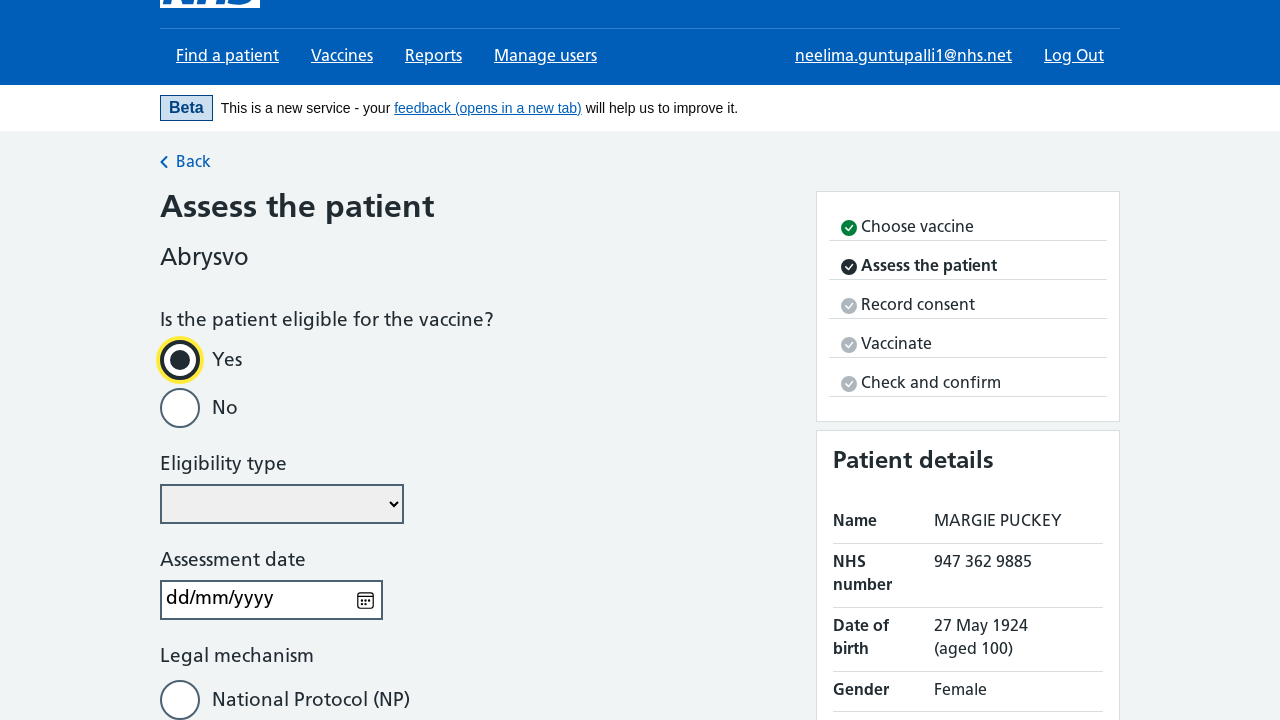 NHS
Find a patient Vaccines Reports Manage users neelima.guntupalli1@nhs.net Log Out
Beta This is a new service - your feedback (opens in a new tab) will help us to improve it.
Back
Assess the patient
Abrysvo
Is the patient eligible for the vaccine?
Yes
No
Eligibility type
Assessment date
dd/mm/yyyy
Legal mechanism
National Protocol (NP)
Choose vaccine
Assess the patient
Record consent
Vaccinate
Check and confirm
Patient details
Name MARGIE PUCKEY
NHS number 947 362 9885
Date of birth 27 May 1924 (aged 100)
Gender Female